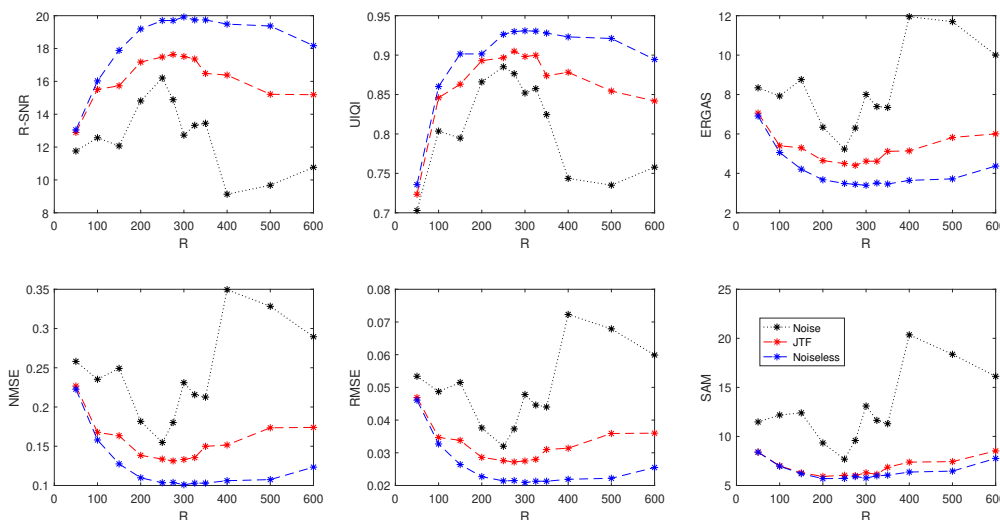 20
18
16
14
12
10
8
R-SNR
0 100 200 300 400 500 600
R
0.95
0.9
0.85
0.8
0.75
0.7
UIQI
0 100 200 300 400 500 600
R
12
10
8
6
4
2
ERGAS
0 100 200 300 400 500 600
R
0.35
0.3
0.25
0.2
0.15
0.1
NMSE
0 100 200 300 400 500 600
R
0.08
0.07
0.06
0.05
0.04
0.03
0.02
RMSE
0 100 200 300 400 500 600
R
25
20
15
10
5
SAM
Noise
JTF
Noiseless
0 100 200 300 400 500 600
R